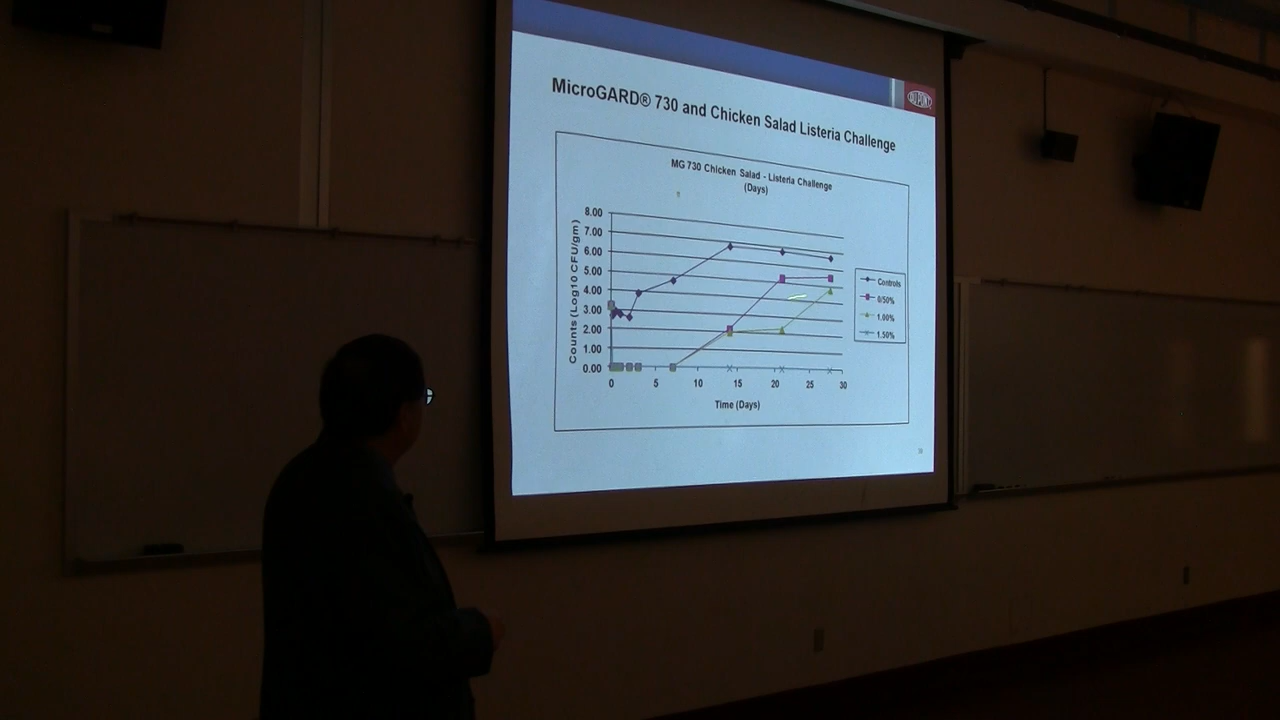 MicroGARD® 730 and Chicken Salad Listeria Challenge
DUPONT
MG 730 Chicken Salad - Listeria Challenge
(Days)
Counts (Log10 CFU/gm)
8.00
7.00
6.00
5.00
4.00
3.00
2.00
1.00
0.00
0 5 10 15 20 25 30
Time (Days)
Controls
0/50%
1.00%
1.50%